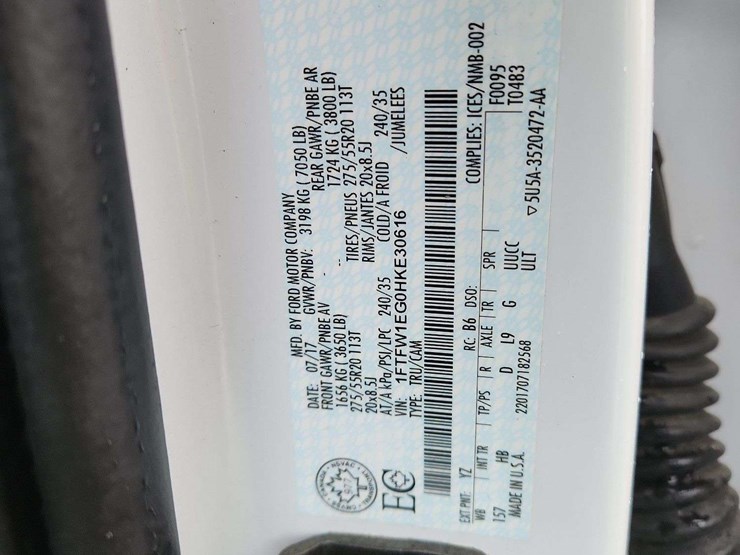 MFD. BY FORD MOTOR COMPANY
DATE: 07/17 GVWR/PNBV: 3198 KG ( 7050 LB)
FRONT GAWR/PNBE AV REAR GAWR/PNBE AR
1656 KG ( 3650 LB) 1724 KG ( 3800 LB)
275/55R20 113T TIRES/PNEUS 275/55R20 113T
20x8.5J RIMS/JANTES 20x8.5J
AT/A kPa/PSI/LPC 240/35 COLD/A FROID 240/35
VIN: 1FTFW1EG0HKE30616 /JUMELEES
TYPE: TRU/CAM
EC
COMPLIES: ICES/NMB-002
EXT PNT: YZ RC: B6 DSO: F0095
WB INT TR TP/PS R AXLE TR SPR T04B3
157 HB D L9 G UUCC
MADE IN U.S.A. 2201707182568 ULT
▽5U5A-3520472-AA